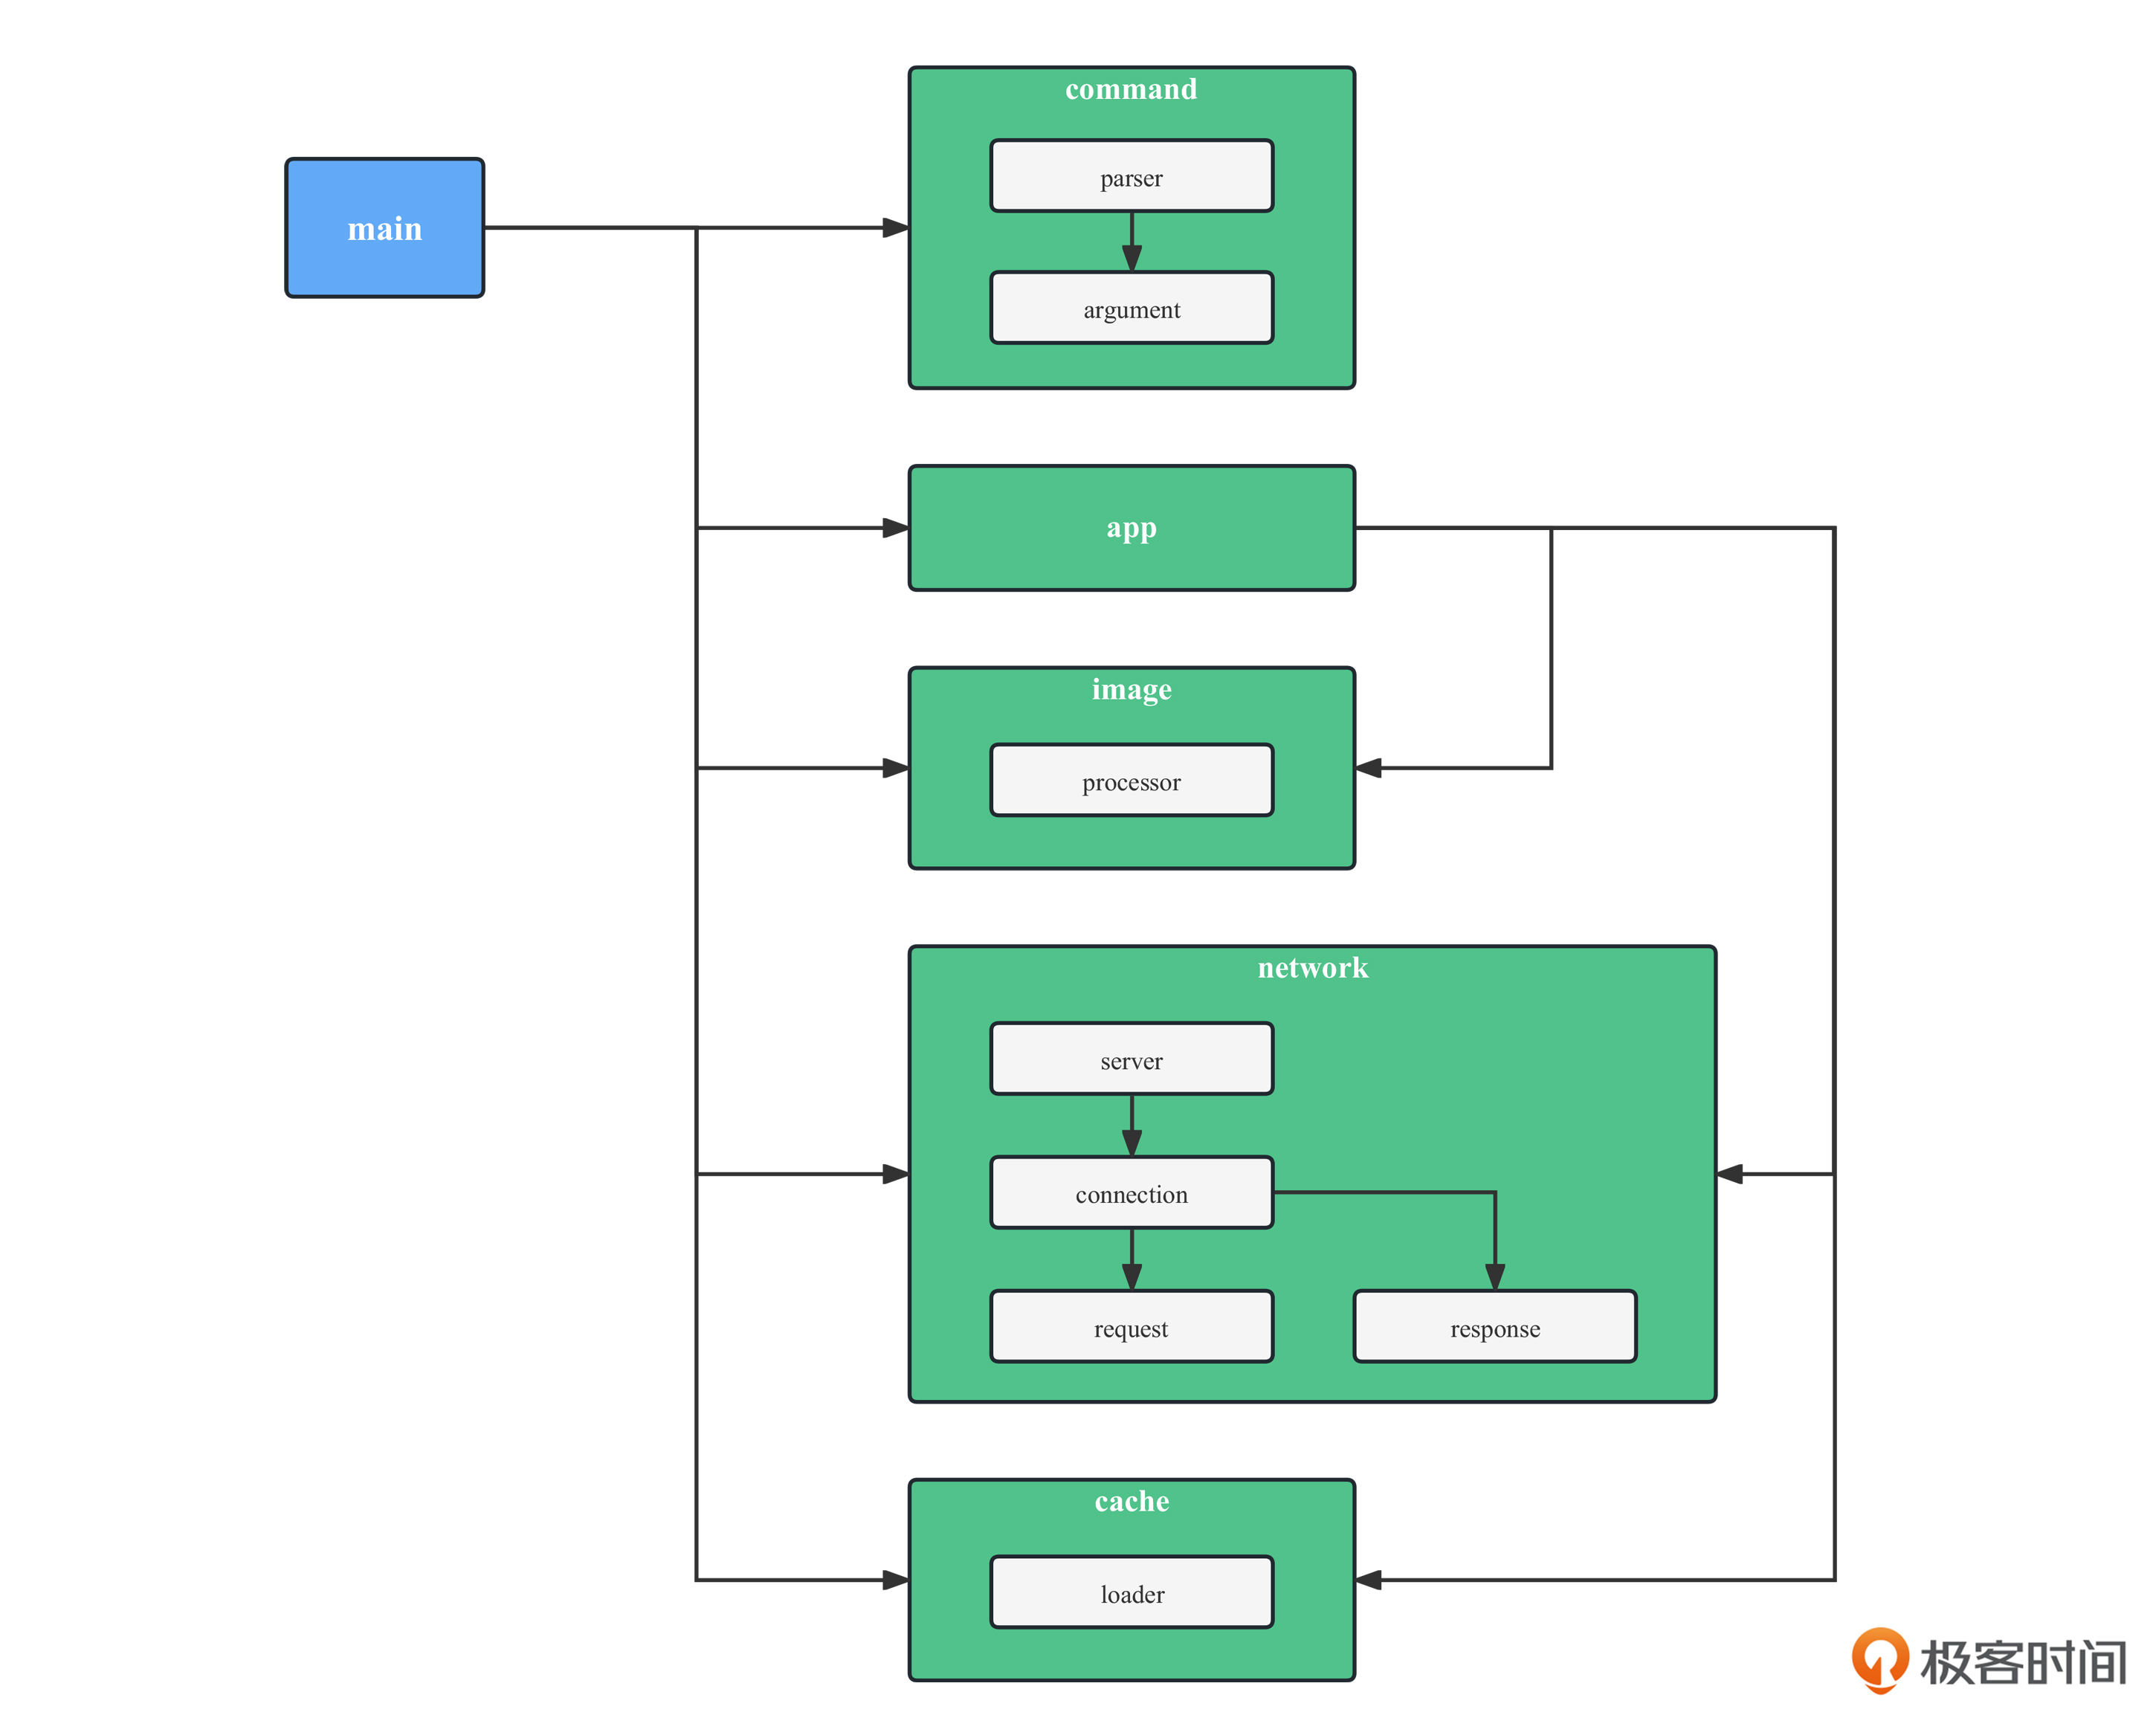 command
parser
main
argument
app
image
processor
network
server
connection
request
response
cache
loader
极客时间